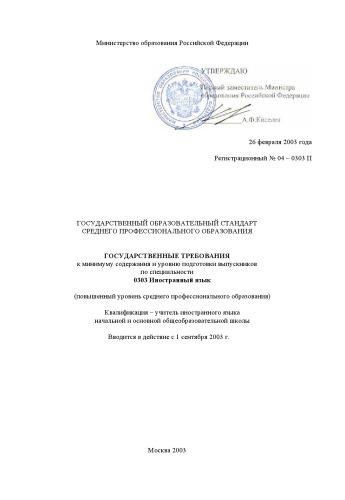 Министерство образования Российской Федерации
УТВЕРЖДАЮ
Первый заместитель Министра
образования Российской Федерации
А.Ф.Киселев
26 февраля 2003 года
Регистрационный № 04 – 0303 П
ГОСУДАРСТВЕННЫЙ ОБРАЗОВАТЕЛЬНЫЙ СТАНДАРТ
СРЕДНЕГО ПРОФЕССИОНАЛЬНОГО ОБРАЗОВАНИЯ
ГОСУДАРСТВЕННЫЕ ТРЕБОВАНИЯ
к минимуму содержания и уровню подготовки выпускников
по специальности
0303 Иностранный язык
(повышенный уровень среднего профессионального образования)
Квалификация – учитель иностранного языка
начальной и основной общеобразовательной школы
Вводится в действие с 1 сентября 2003 г.
Москва 2003